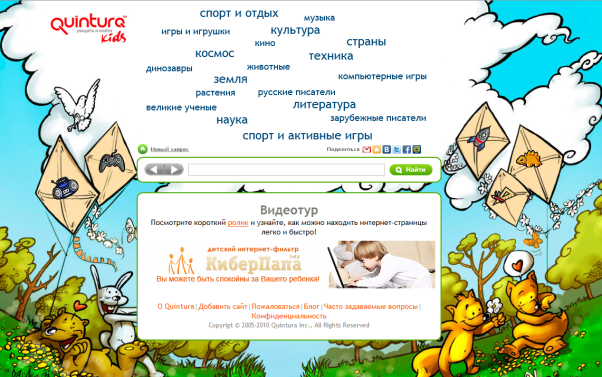 Quintura
увидеть и найти
Kids
спорт и отдых
музыка
игры и игрушки
культура
кино
страны
космос
техника
динозавры
животные
земля
компьютерные игры
растения
русские писатели
великие ученые
литература
наука
зарубежные писатели
спорт и активные игры
Новый запрос
Поделиться
Найти
Видеотур
Посмотрите короткий ролик и узнайте, как можно находить интернет-страницы
легко и быстро!
детский интернет-фильтр
КиберПапа beta
Вы можете быть спокойны за Вашего ребенка!
О Quintura | Добавить сайт | Пожаловаться | Блог | Часто задаваемые вопросы |
Конфиденциальность
Copyrigt © 2005-2010 Quintura Inc., All Rights Reserved